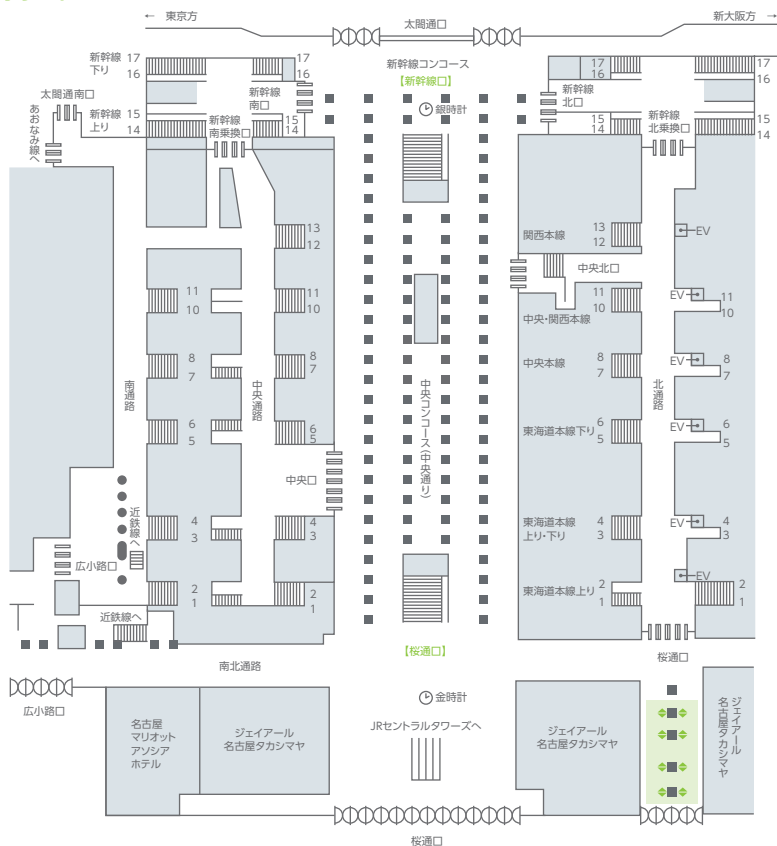 ← 東京方
太閤通口
新大阪方 →
新幹線
下り
17
16
17
16
新幹線コンコース
【新幹線口】
17
16
17
16
太閤通南口
あおなみ線へ
新幹線
上り
15
14
新幹線
南口
新幹線
南乗換口
15
14
銀時計
新幹線
北口
15
14
新幹線
北乗換口
15
14
13
12
関西本線
13
12
中央北口
EV
11
10
11
10
11
10
中央・関西本線
EV
11
10
8
7
8
7
中央本線
8
7
EV
8
7
南通路
中央通路
中央コンコース(中央通り)
北通路
6
5
6
5
東海道本線下り
6
5
EV
6
5
中央口
近鉄線へ
4
3
4
3
東海道本線
上り・下り
4
3
EV
4
3
広小路口
2
1
2
1
東海道本線上り
2
1
EV
2
1
近鉄線へ
南北通路
【桜通口】
桜通口
広小路口
金時計
名古屋
マリオット
アソシア
ホテル
ジェイアール
名古屋タカシマヤ
JRセントラルタワーズへ
ジェイアール
名古屋タカシマヤ
ジェイアール
名古屋タカシマヤ
桜通口